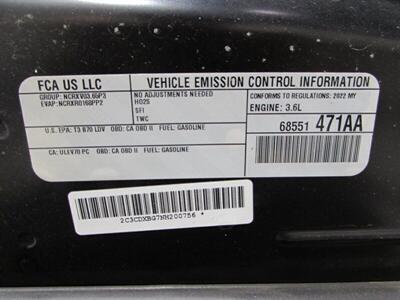 FCA US LLC
VEHICLE EMISSION CONTROL INFORMATION
GROUP: NCRXV03.65P3
EVAP: NCRXR0168PP2
NO ADJUSTMENTS NEEDED
HO2S
SFI
TWC
CONFORMS TO REGULATIONS: 2022 MY
ENGINE: 3.6L
U.S. EPA: T3 B70 LDV OBD: CA OBD II FUEL: GASOLINE
68551 471AA
CA: ULEV70 PC OBD: CA OBD II FUEL: GASOLINE
2C3CDXBG7NH200756 *